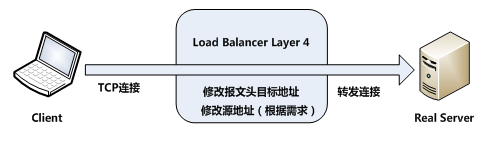 Load Balancer Layer 4
TCP连接
修改报文头目标地址
修改源地址（根据需求）
转发连接
Client
Real Server